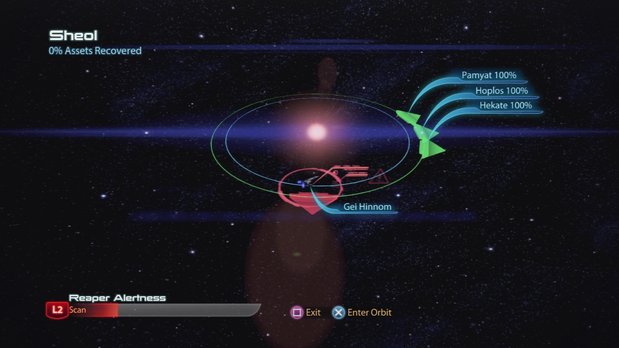 Sheol
0% Assets Recovered
Pamyat 100%
Hoplos 100%
Hekate 100%
Gei Hinnom
Reaper Alertness
L2 Scan
Exit
Enter Orbit